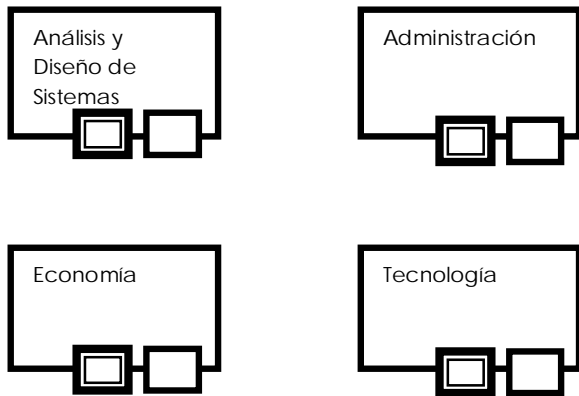 Análisis y
Diseño de
Sistemas
Administración
Economía
Tecnología